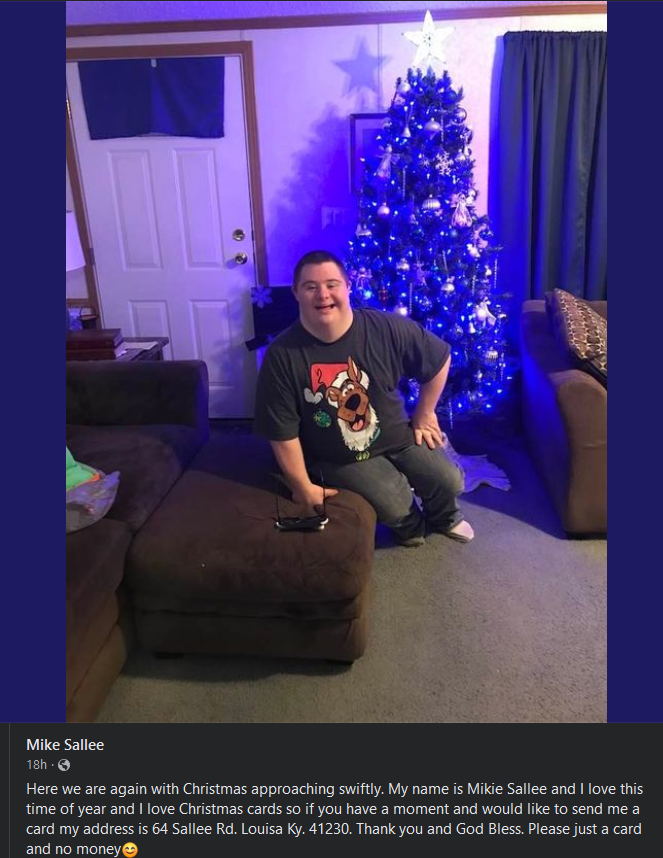 Mike Sallee
18h ·
Here we are again with Christmas approaching swiftly. My name is Mikie Sallee and I love this
time of year and I love Christmas cards so if you have a moment and would like to send me a
card my address is 64 Sallee Rd. Louisa Ky. 41230. Thank you and God Bless. Please just a card
and no money😊